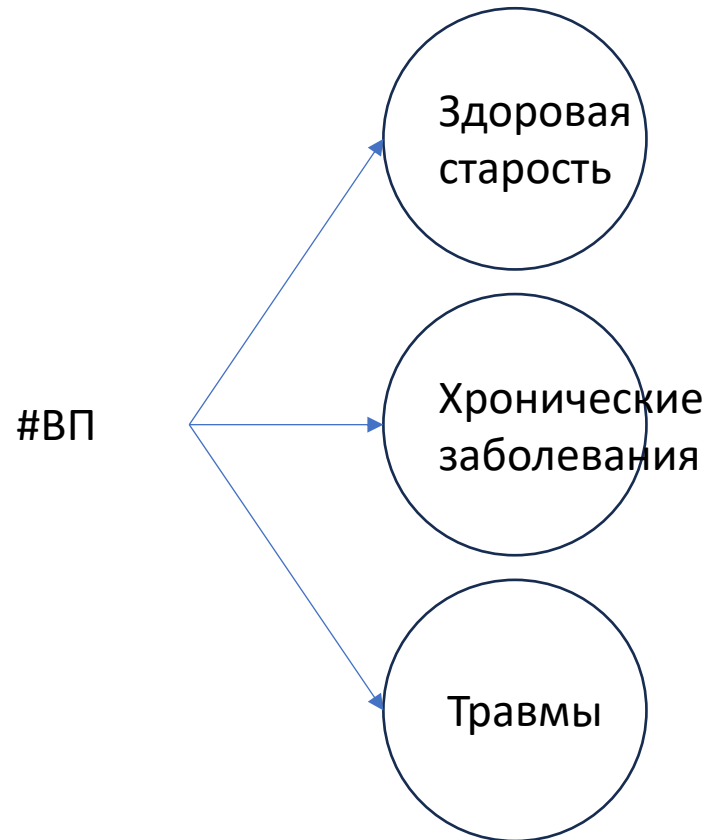 Здоровая
старость
#ВП
Хронические
заболевания
Травмы